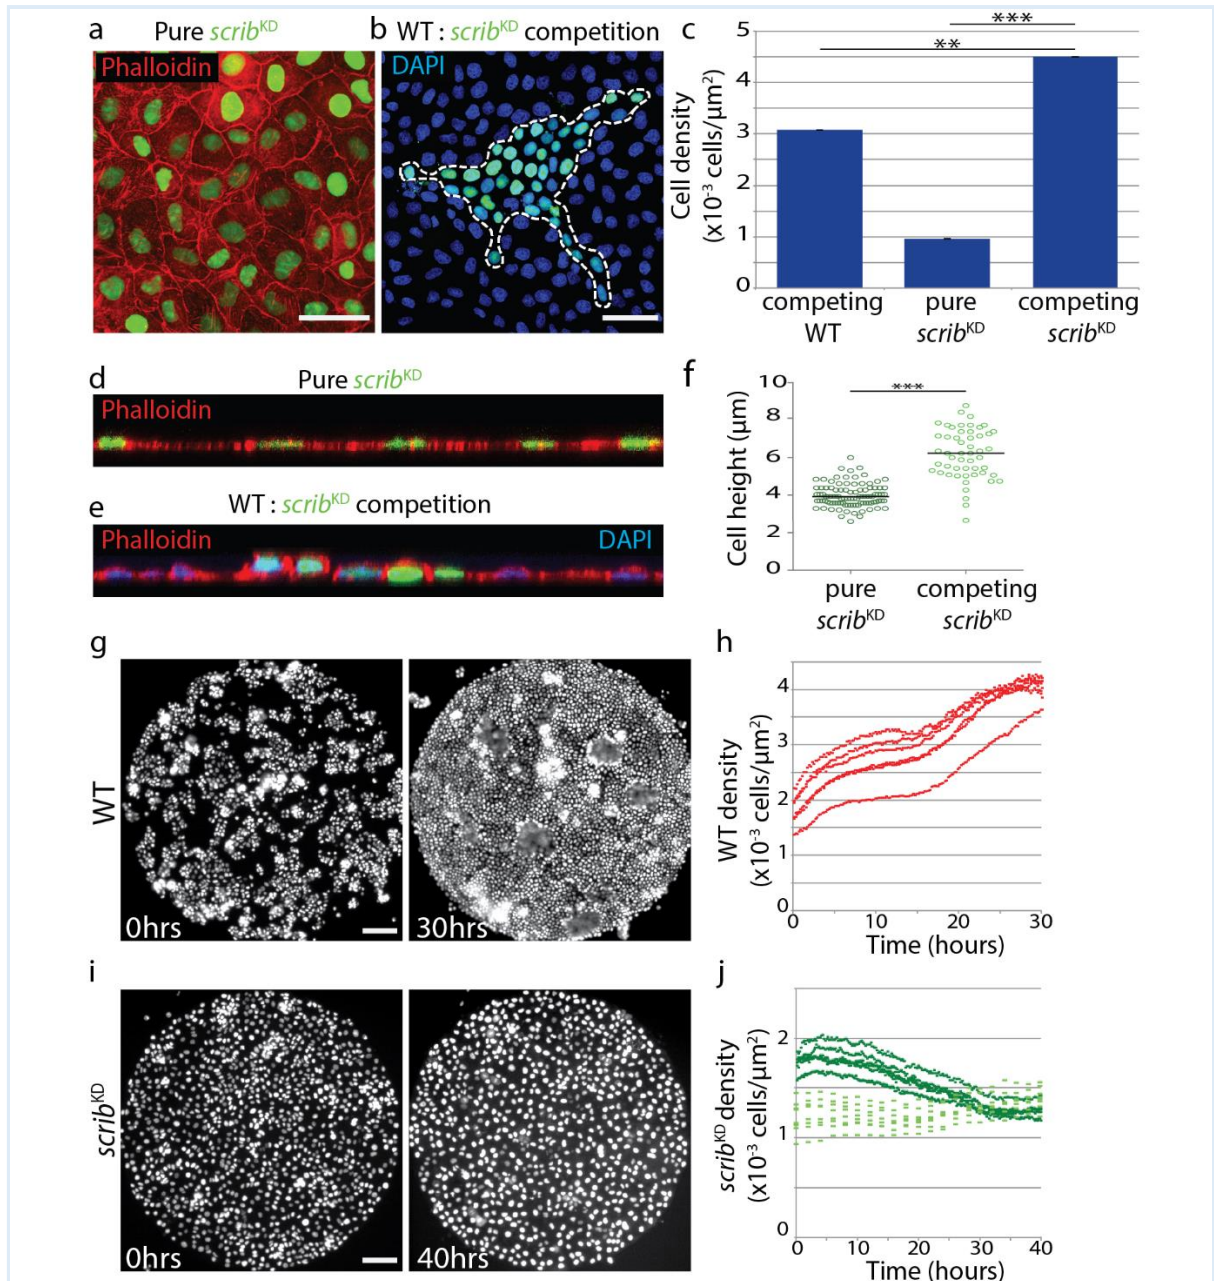 a
Pure scribᴷᴰ
Phalloidin
b
WT : scribᴷᴰ competition
DAPI
c
***
**
Cell density
(x10⁻³ cells/µm²)
5
4
3
2
1
0
competing
WT
pure
scribᴷᴰ
competing
scribᴷᴰ
d
Pure scribᴷᴰ
Phalloidin
e
WT : scribᴷᴰ competition
Phalloidin
DAPI
f
***
Cell height (µm)
10
8
6
4
2
0
pure
scribᴷᴰ
competing
scribᴷᴰ
g
WT
0hrs
30hrs
h
WT density
(x10⁻³ cells/µm²)
4
3
2
1
0
0
10
20
30
Time (hours)
i
scribᴷᴰ
0hrs
40hrs
j
scribᴷᴰ density
(x10⁻³ cells/µm²)
2
1
0
0
10
20
30
40
Time (hours)